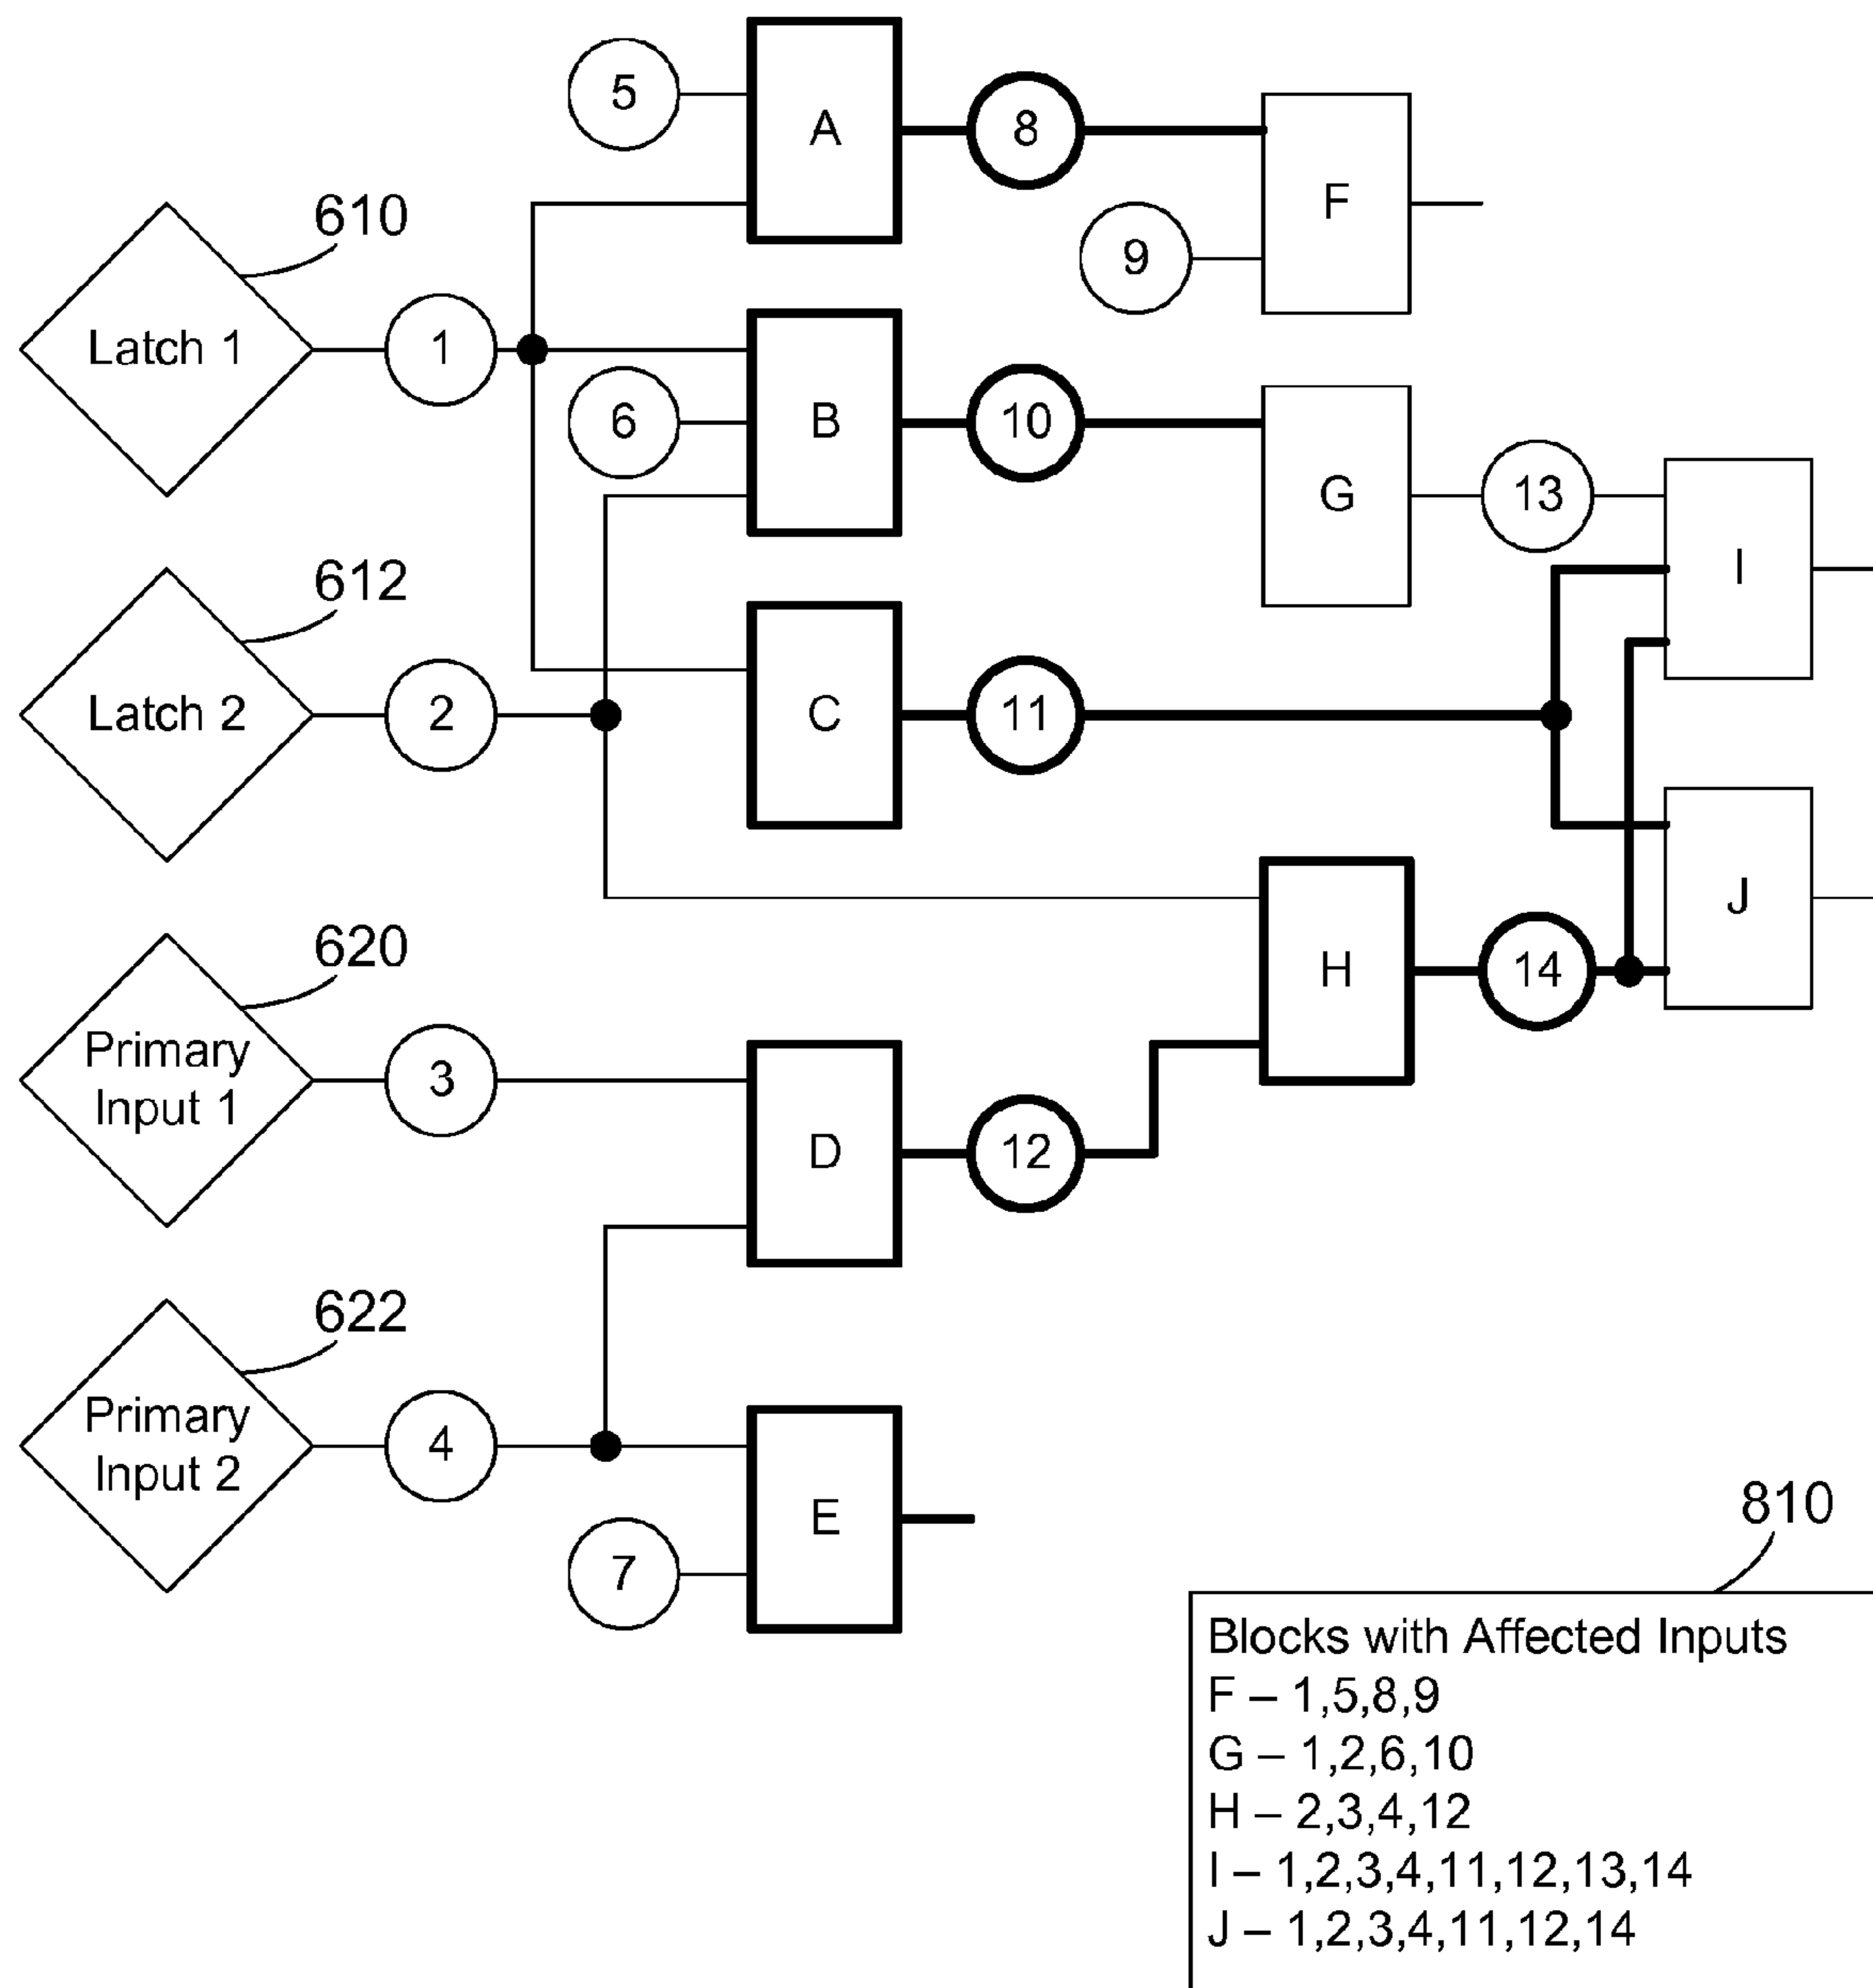 5
A
8
F
9
610
Latch 1
1
6
B
10
G
13
I
612
Latch 2
2
C
11
J
H
14
620
Primary
Input 1
3
D
12
622
Primary
Input 2
4
E
7
810
Blocks with Affected Inputs
F – 1,5,8,9
G – 1,2,6,10
H – 2,3,4,12
I – 1,2,3,4,11,12,13,14
J – 1,2,3,4,11,12,14